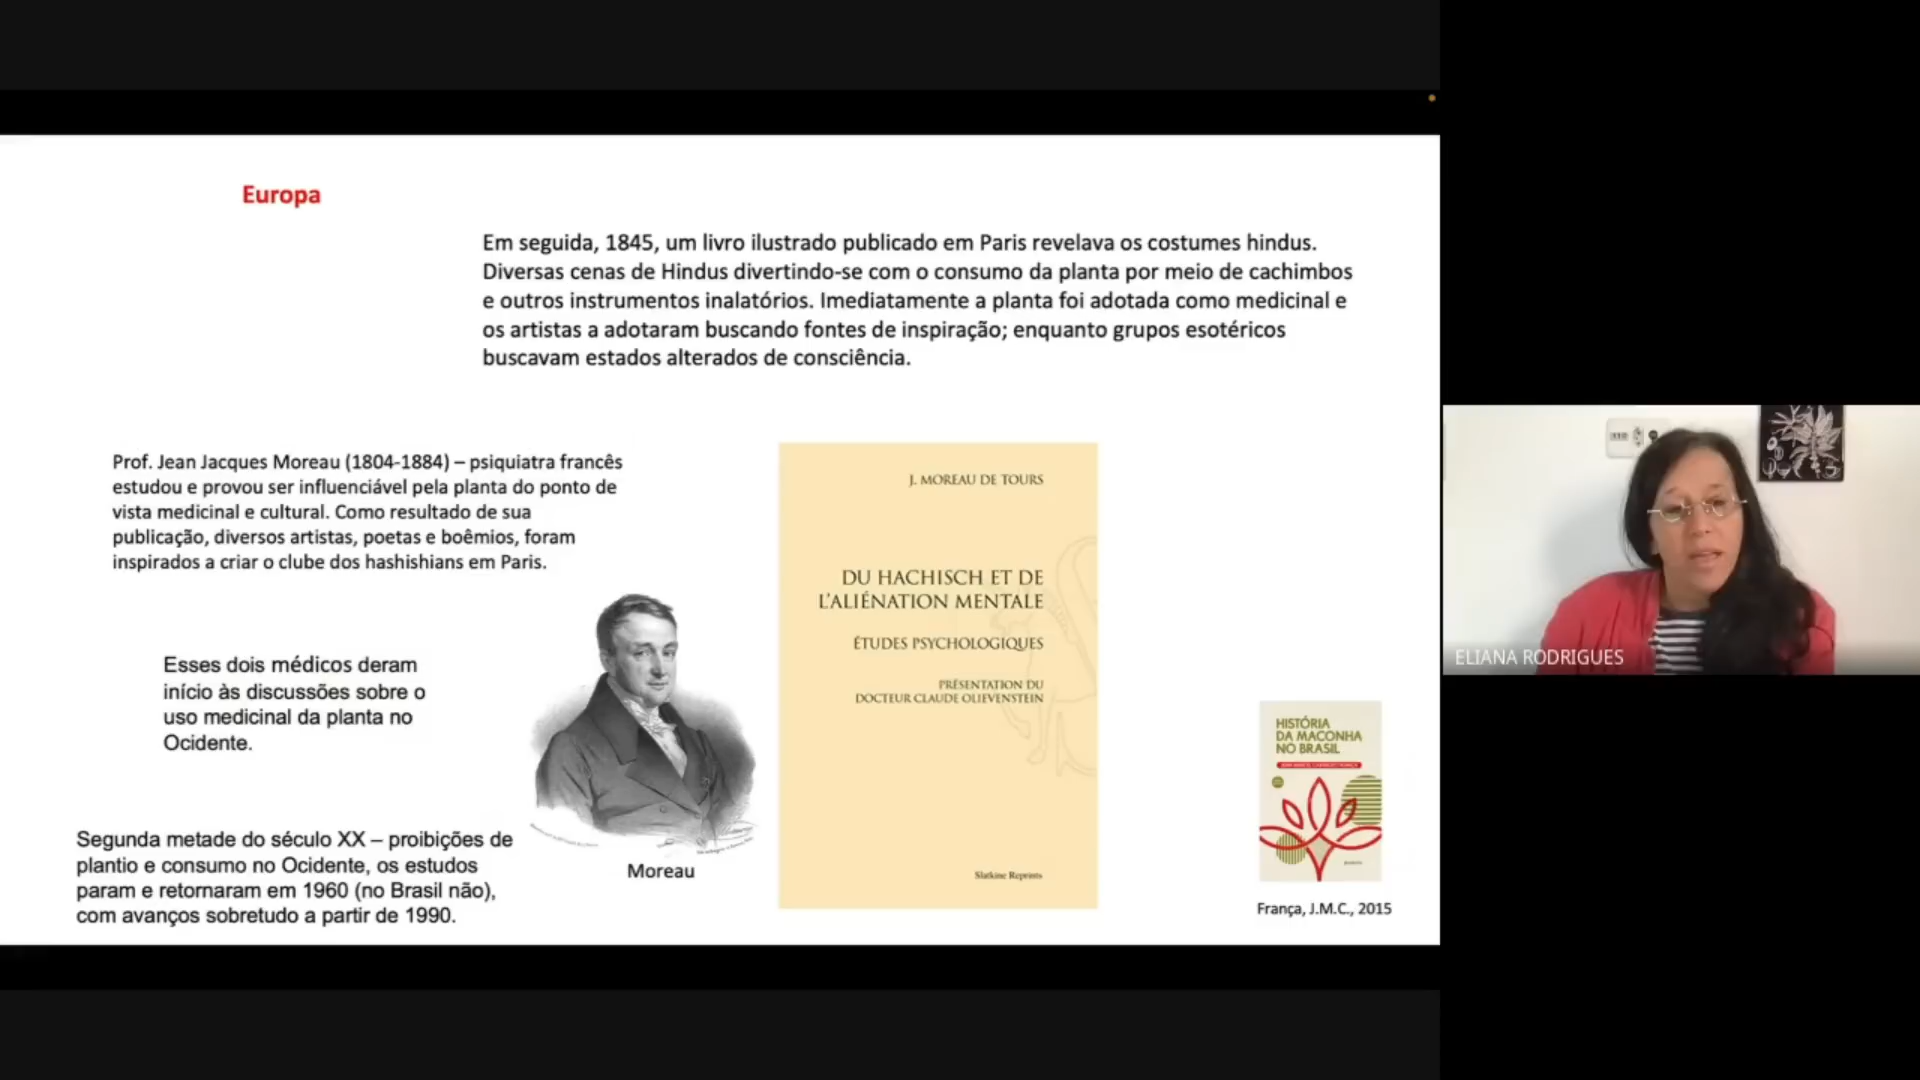 Europa
Em seguida, 1845, um livro ilustrado publicado em Paris revelava os costumes hindus.
Diversas cenas de Hindus divertindo-se com o consumo da planta por meio de cachimbos
e outros instrumentos inalatórios. Imediatamente a planta foi adotada como medicinal e
os artistas a adotaram buscando fontes de inspiração; enquanto grupos esotéricos
buscavam estados alterados de consciência.
Prof. Jean Jacques Moreau (1804-1884) – psiquiatra francês
estudou e provou ser influenciável pela planta do ponto de
vista medicinal e cultural. Como resultado de sua
publicação, diversos artistas, poetas e boêmios, foram
inspirados a criar o clube dos hashishians em Paris.
Esses dois médicos deram
início às discussões sobre o
uso medicinal da planta no
Ocidente.
Segunda metade do século XX – proibições de
plantio e consumo no Ocidente, os estudos
param e retornaram em 1960 (no Brasil não),
com avanços sobretudo a partir de 1990.
Moreau
J. MOREAU DE TOURS
DU HACHISCH ET DE
L'ALIÉNATION MENTALE
ÉTUDES PSYCHOLOGIQUES
PRÉSENTATION DU
DOCTEUR CLAUDE OLIEVENSTEIN
Slatkine Reprints
HISTÓRIA
DA MACONHA
NO BRASIL
França, J.M.C., 2015
ELIANA RODRIGUES